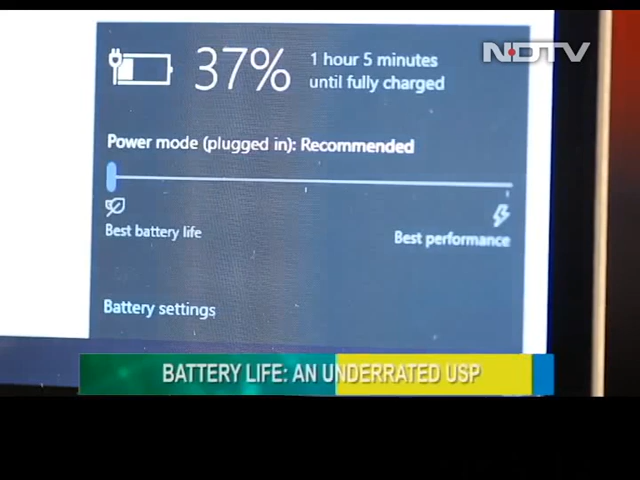 NDTV
37%
1 hour 5 minutes
until fully charged
Power mode (plugged in): Recommended
Best battery life
Best performance
Battery settings
BATTERY LIFE: AN UNDERRATED USP